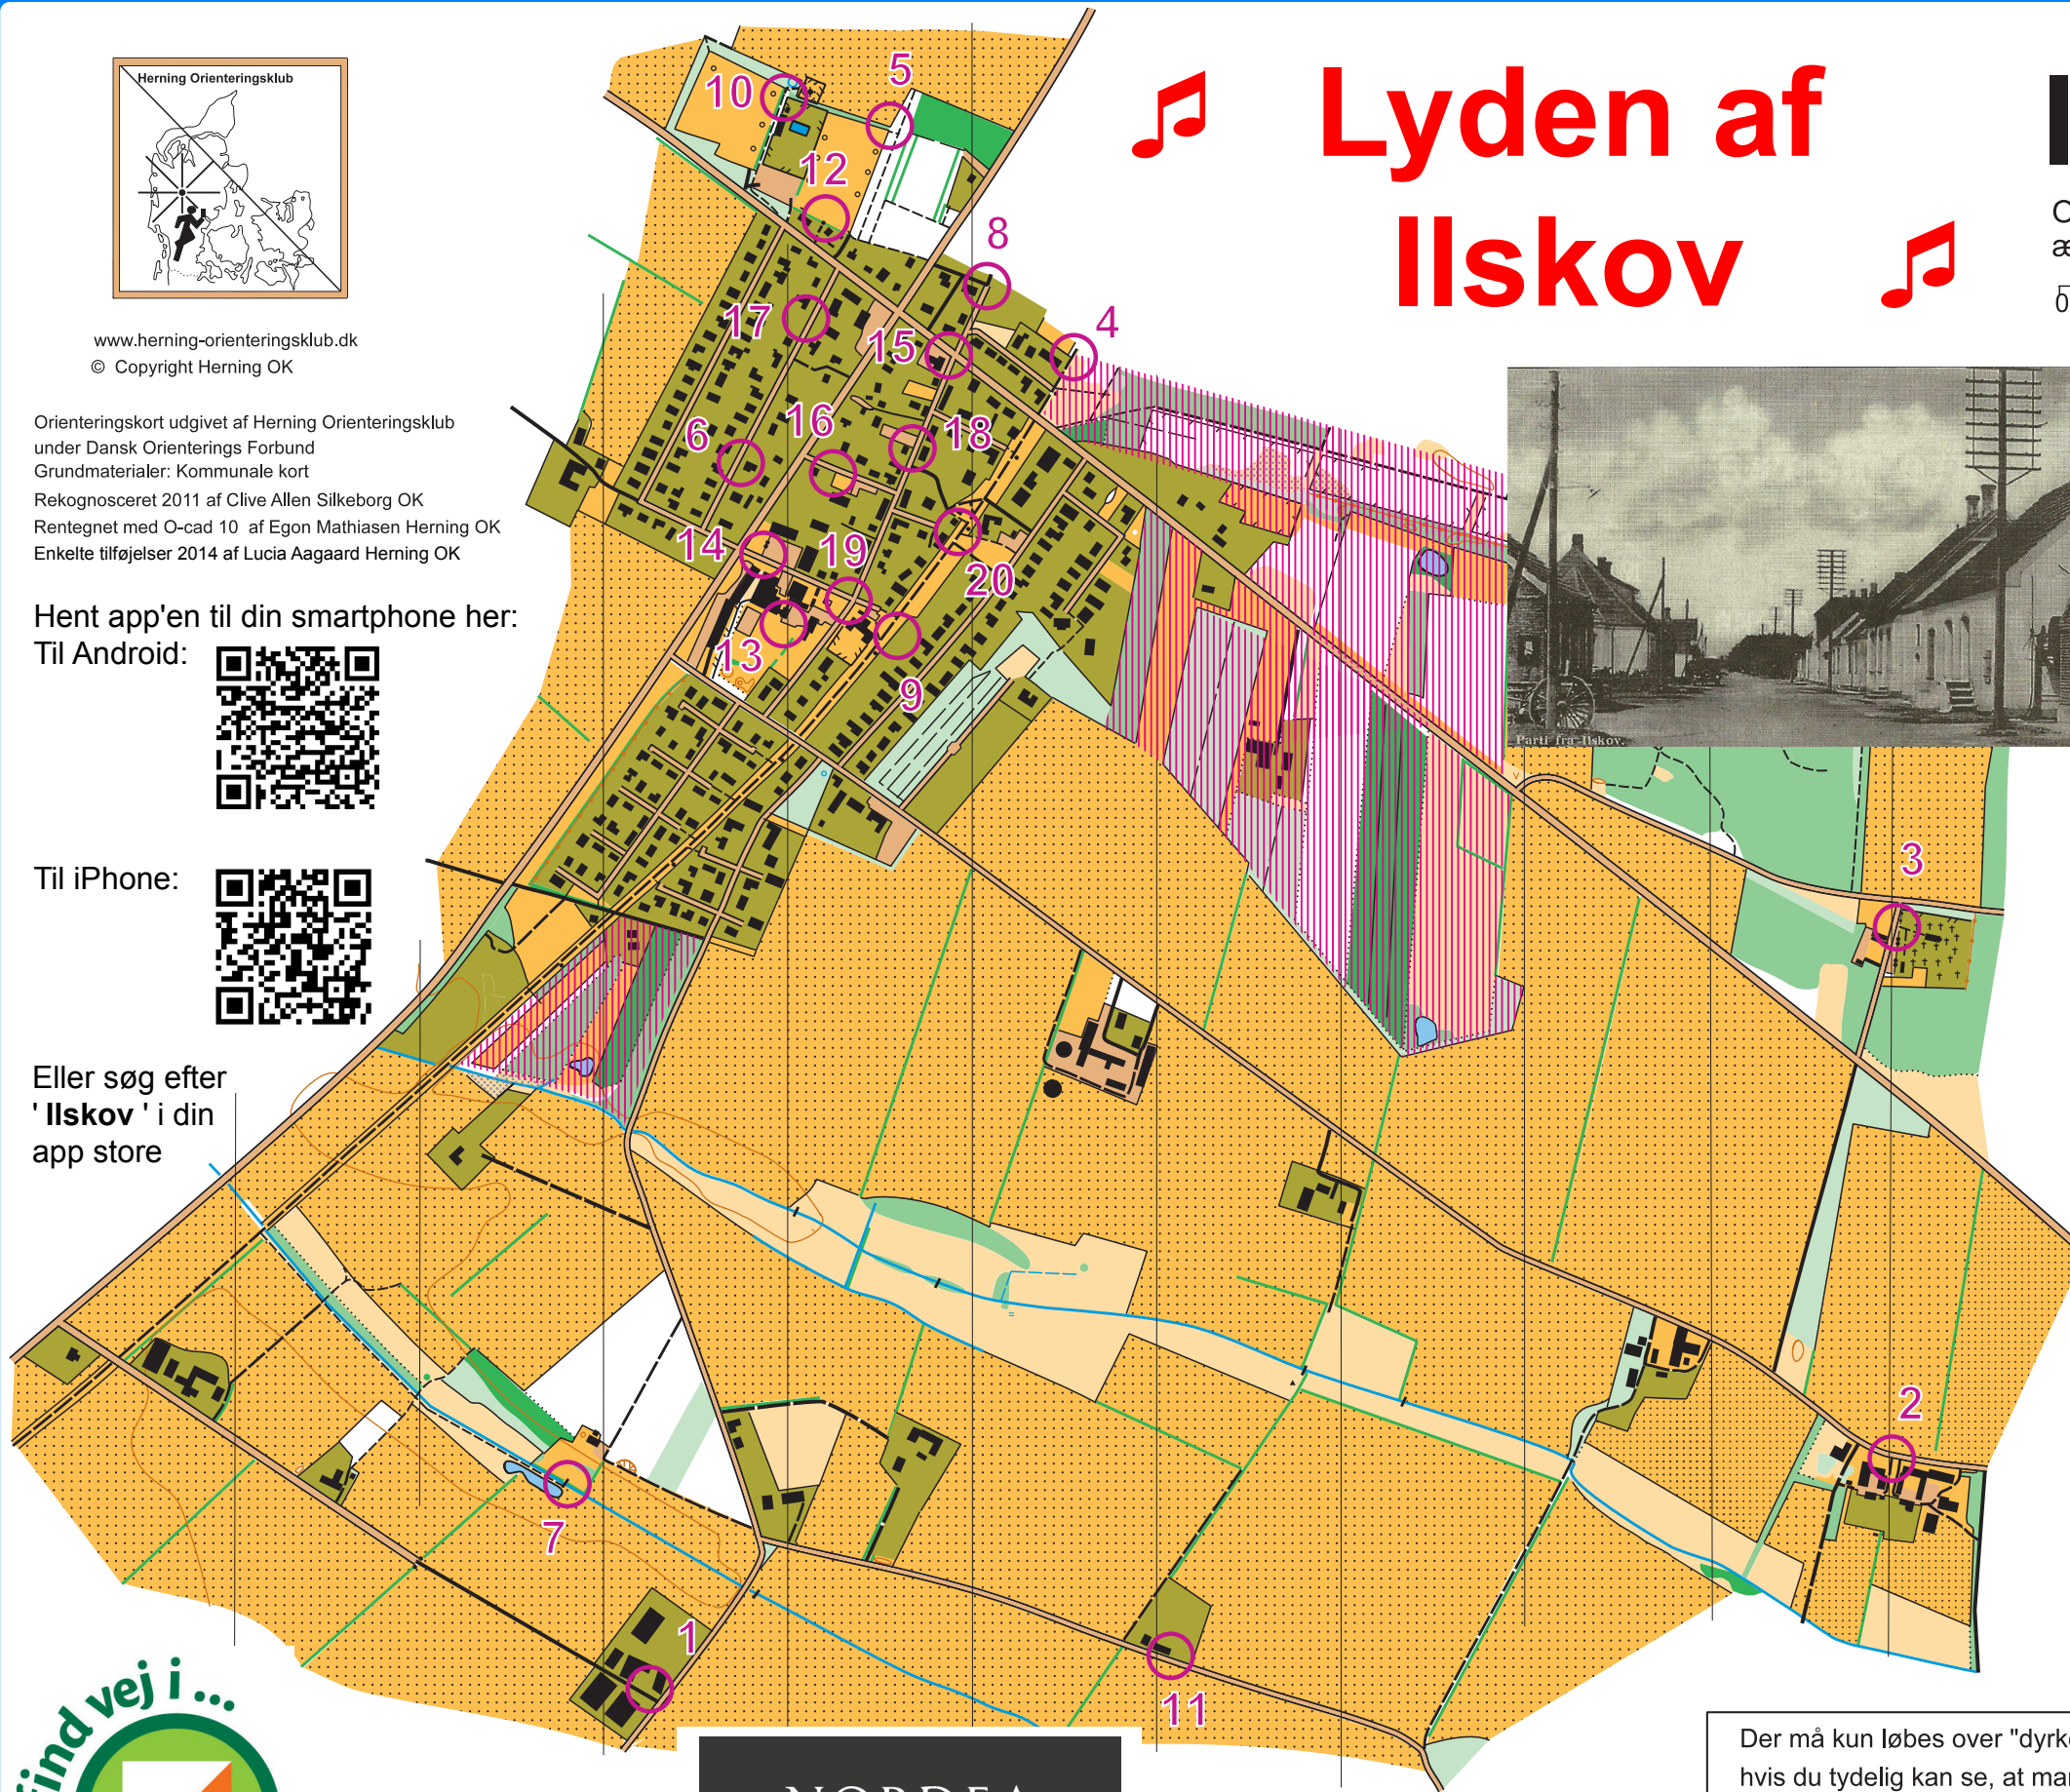 Herning Orienteringsklub
www.herning-orienteringsklub.dk
© Copyright Herning OK
Orienteringskort udgivet af Herning Orienteringsklub
under Dansk Orienterings Forbund
Grundmaterialer: Kommunale kort
Rekognosceret 2011 af Clive Allen Silkeborg OK
Rentegnet med O-cad 10 af Egon Mathiasen Herning OK
Enkelte tilføjelser 2014 af Lucia Aagaard Herning OK
Hent app'en til din smartphone her:
Til Android:
Til iPhone:
Eller søg efter
' Ilskov ' i din
app store
Lyden af
Ilskov
0
Parti fra Ilskov.
10
5
12
8
4
17
15
6
16
18
14
19
20
13
9
3
2
7
1
11
find vej i ...
NORDEA
Der må kun løbes over "dyrk
hvis du tydelig kan se, at ma